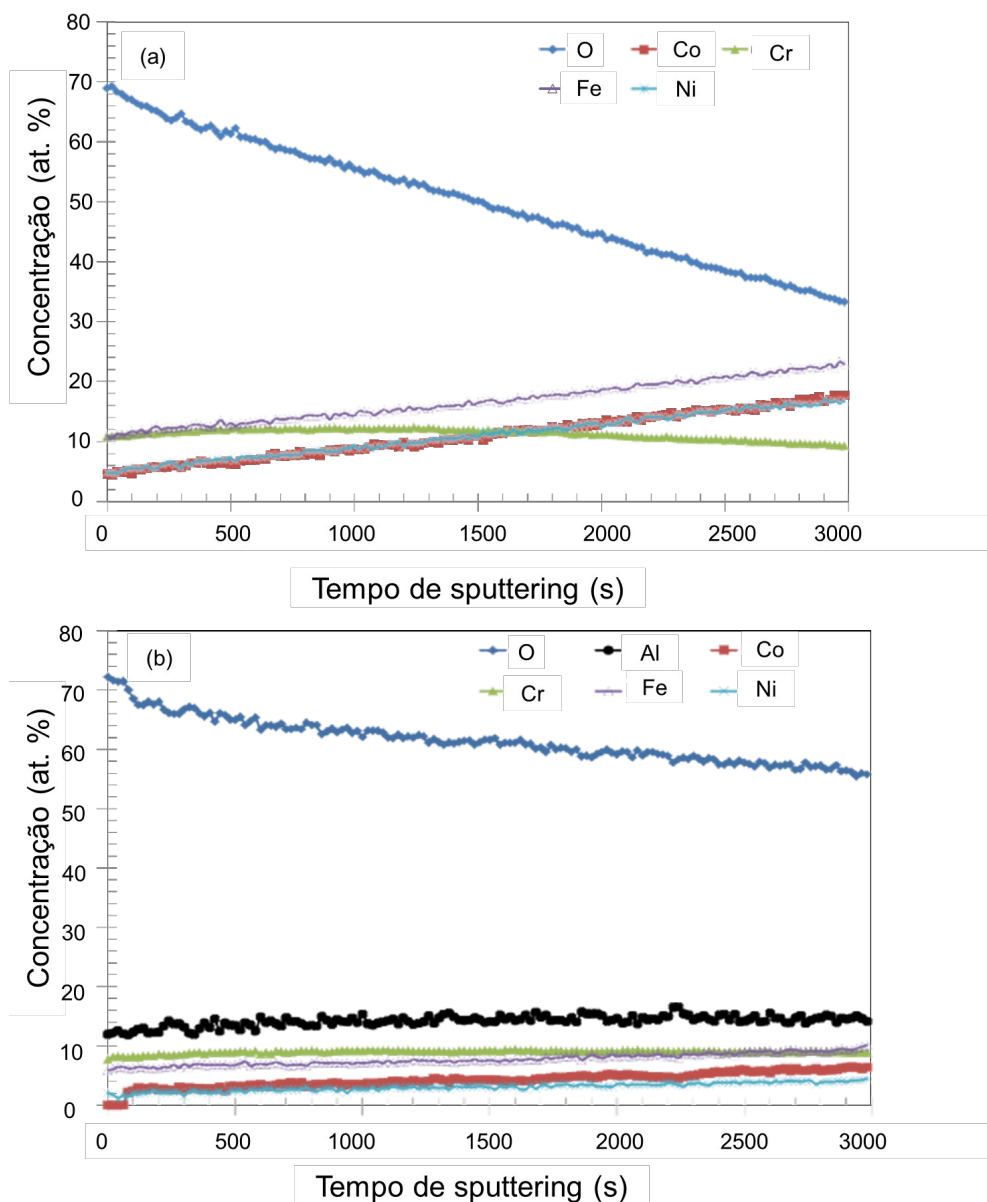 (a)
O Co Cr
Fe Ni
Concentração (at. %)
80
70
60
50
40
30
20
10
0
0 500 1000 1500 2000 2500 3000
Tempo de sputtering (s)
(b)
O Al Co
Cr Fe Ni
Concentração (at. %)
80
70
60
50
40
30
20
10
0
0 500 1000 1500 2000 2500 3000
Tempo de sputtering (s)